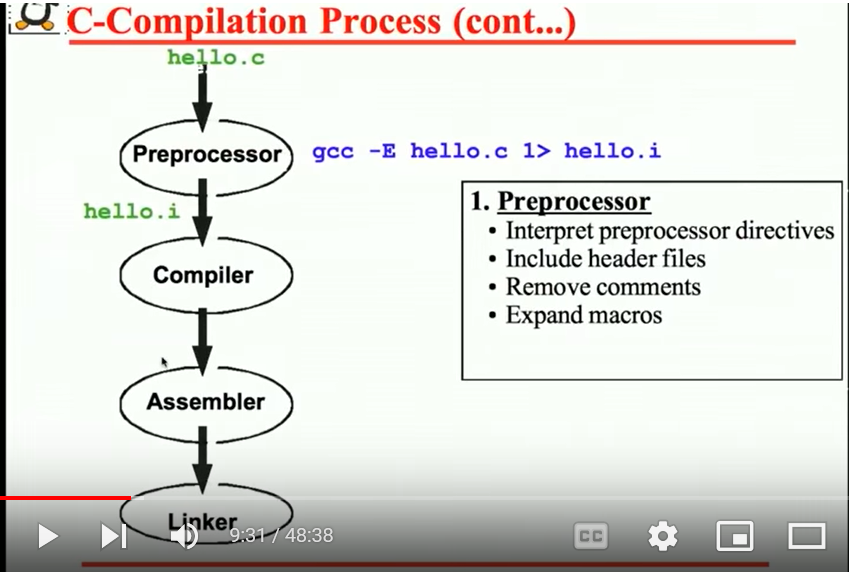 C-Compilation Process (cont...)
hello.c
Preprocessor
gcc -E hello.c 1> hello.i
hello.i
1. Preprocessor
• Interpret preprocessor directives
• Include header files
• Remove comments
• Expand macros
Compiler
Assembler
Linker
9:31 / 48:38
CC